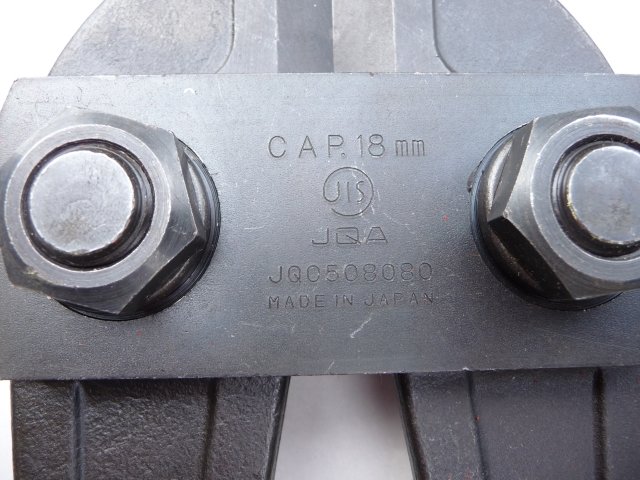 CAP. 18 mm
JIS
JQA
JQ0508080
MADE IN JAPAN